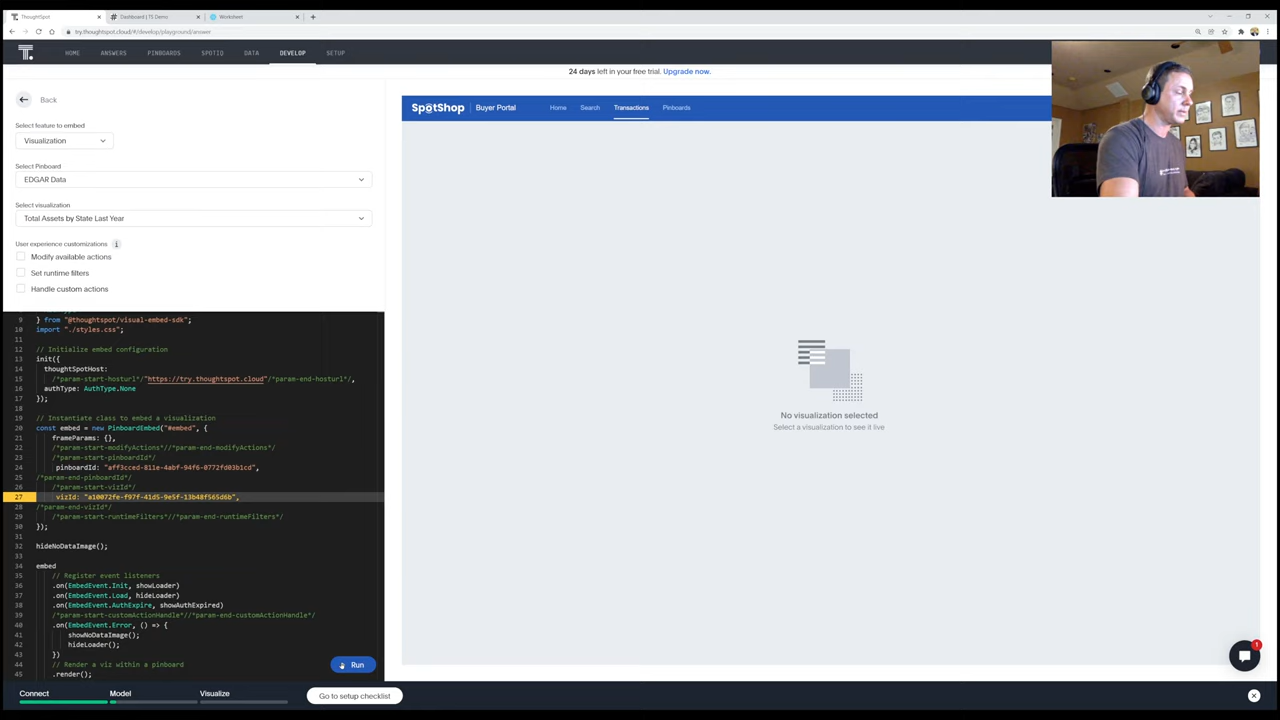 ThoughtSpot
Dashboard | TS Demo
Worksheet
try.thoughtspot.cloud/#/develop/playground/answer
T.
HOME
ANSWERS
PINBOARDS
SPOTIQ
DATA
DEVELOP
SETUP
24 days left in your free trial. Upgrade now.
Back
Select feature to embed
Visualization
Select Pinboard
EDGAR Data
Select visualization
Total Assets by State Last Year
User experience customizations
Modify available actions
Set runtime filters
Handle custom actions
9 } from "@thoughtspot/visual-embed-sdk";
10 import "./styles.css";
11
12 // Initialize embed configuration
13 init({
14 thoughtSpotHost:
15 /*param-start-hosturl*/"https://try.thoughtspot.cloud"/*param-end-hosturl*/,
16 authType: AuthType.None
17 });
18
19 // Instantiate class to embed a visualization
20 const embed = new PinboardEmbed("#embed", {
21 frameParams: {},
22 /*param-start-modifyActions*//*param-end-modifyActions*/
23 /*param-start-pinboardId*/
24 pinboardId: "aff3cced-811e-4abf-94f6-0772fd03b1cd",
25 /*param-end-pinboardId*/
26 /*param-start-vizId*/
27 vizId: "a10072fe-f97f-41d5-9e5f-13b48f565d6b",
28 /*param-end-vizId*/
29 /*param-start-runtimeFilters*//*param-end-runtimeFilters*/
30 });
31
32 hideNoDataImage();
33
34 embed
35 // Register event listeners
36 .on(EmbedEvent.Init, showLoader)
37 .on(EmbedEvent.Load, hideLoader)
38 .on(EmbedEvent.AuthExpire, showAuthExpired)
39 /*param-start-customActionHandle*//*param-end-customActionHandle*/
40 .on(EmbedEvent.Error, () => {
41 showNoDataImage();
42 hideLoader();
43 })
44 // Render a viz within a pinboard
45 .render();
Run
SpotShop
Buyer Portal
Home
Search
Transactions
Pinboards
No visualization selected
Select a visualization to see it live
1
Connect
Model
Visualize
Go to setup checklist